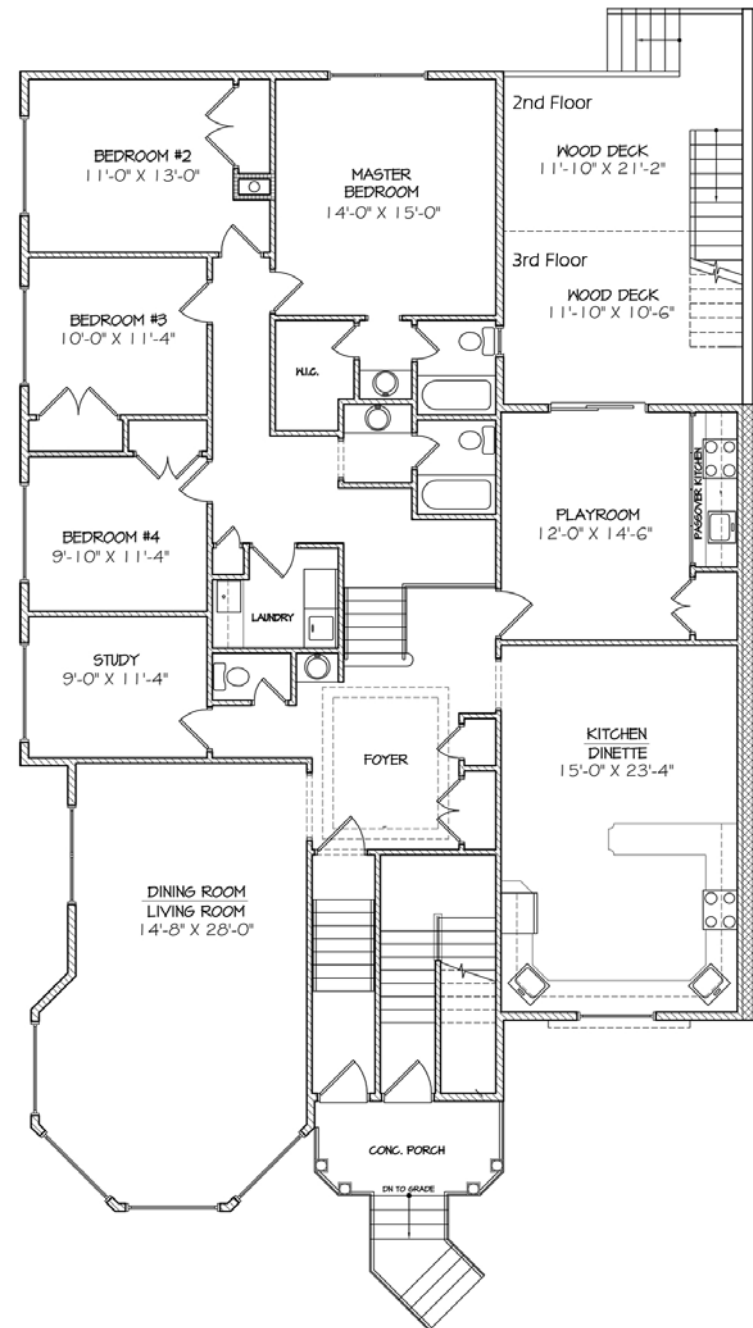 2nd Floor
WOOD DECK
11'-10" X 21'-2"
3rd Floor
WOOD DECK
11'-10" X 10'-6"
BEDROOM #2
11'-0" X 13'-0"
MASTER
BEDROOM
14'-0" X 15'-0"
BEDROOM #3
10'-0" X 11'-4"
W.I.C.
BEDROOM #4
9'-10" X 11'-4"
PLAYROOM
12'-0" X 14'-6"
PASSOVER KITCHEN
LAUNDRY
STUDY
9'-0" X 11'-4"
FOYER
KITCHEN
DINETTE
15'-0" X 23'-4"
DINING ROOM
LIVING ROOM
14'-8" X 28'-0"
CONC. PORCH
DN TO GRADE